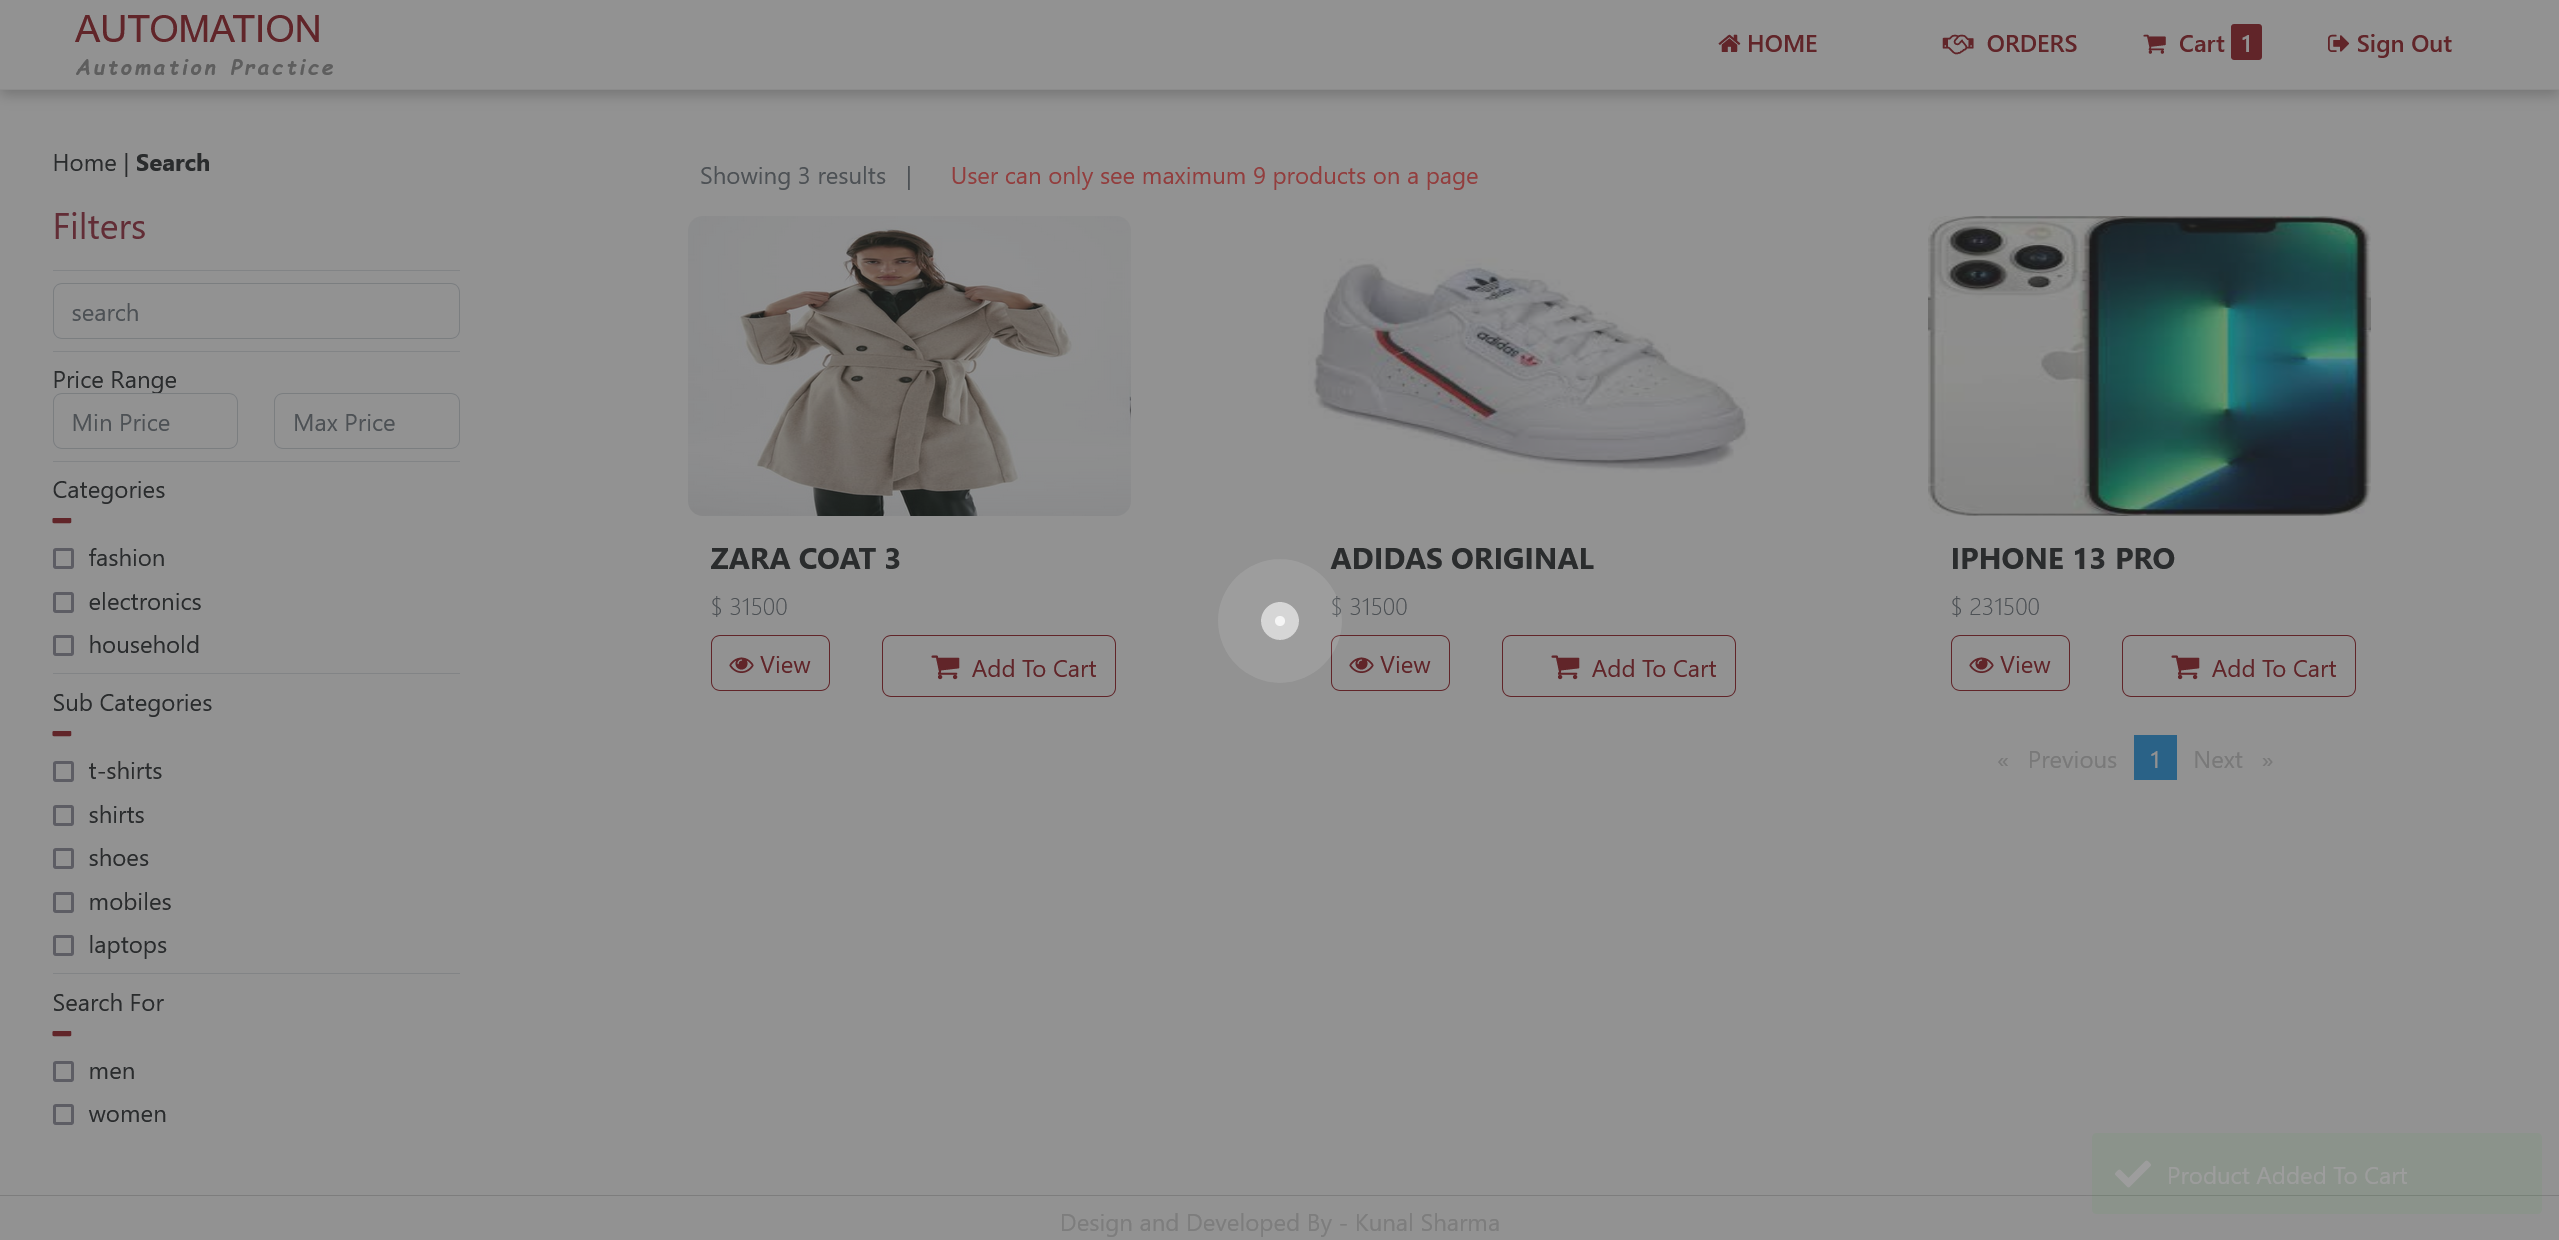 AUTOMATION
Automation Practice
HOME
ORDERS
Cart 1
Sign Out
Home | Search
Filters
search
Price Range
Min Price
Max Price
Categories
fashion
electronics
household
Sub Categories
t-shirts
shirts
shoes
mobiles
laptops
Search For
men
women
Showing 3 results |
User can only see maximum 9 products on a page
ZARA COAT 3
$ 31500
View
Add To Cart
adidas
adidas
ADIDAS ORIGINAL
$ 31500
View
Add To Cart
IPHONE 13 PRO
$ 231500
View
Add To Cart
« Previous 1 Next »
Product Added To Cart
Design and Developed By - Kunal Sharma